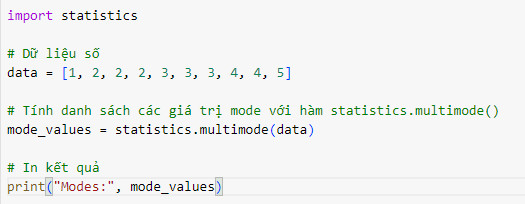 import statistics
# Dữ liệu số
data = [1, 2, 2, 2, 3, 3, 3, 4, 4, 5]
# Tính danh sách các giá trị mode với hàm statistics.multimode()
mode_values = statistics.multimode(data)
# In kết quả
print("Modes:", mode_values)